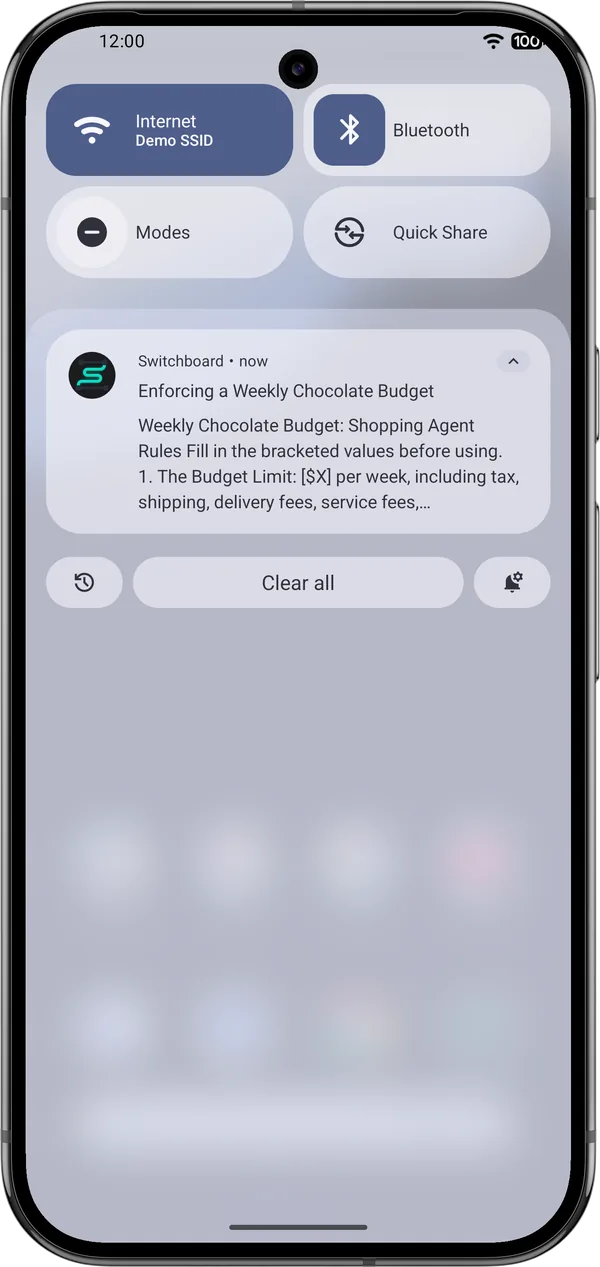 12:00
100
Internet
Demo SSID
Bluetooth
Modes
Quick Share
Switchboard • now
Enforcing a Weekly Chocolate Budget
Weekly Chocolate Budget: Shopping Agent
Rules Fill in the bracketed values before using.
1. The Budget Limit: [$X] per week, including tax,
shipping, delivery fees, service fees,…
Clear all